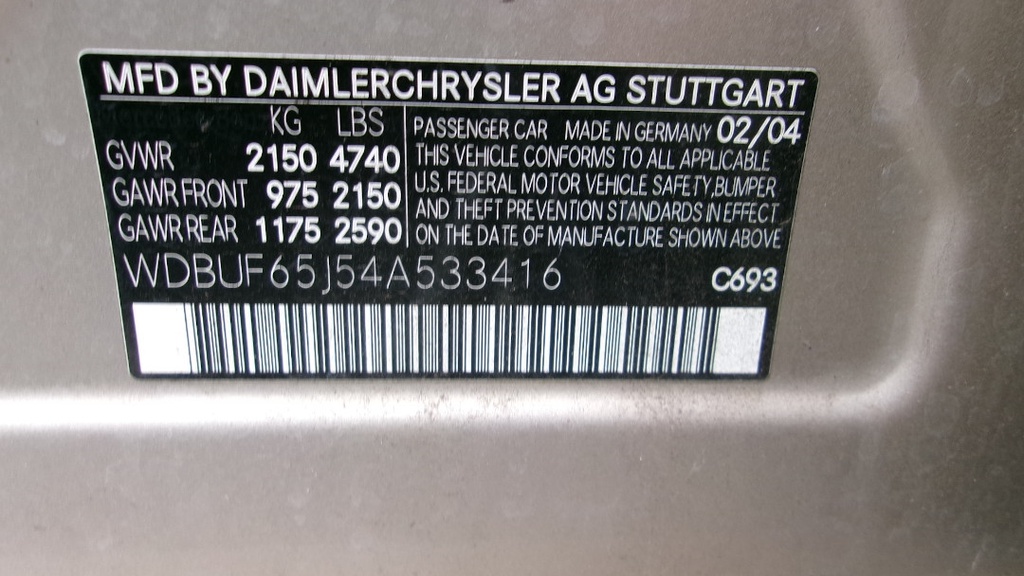 MFD BY DAIMLERCHRYSLER AG STUTTGART
KG LBS
GVWR 2150 4740
GAWR FRONT 975 2150
GAWR REAR 1175 2590
PASSENGER CAR MADE IN GERMANY 02/04
THIS VEHICLE CONFORMS TO ALL APPLICABLE
U.S. FEDERAL MOTOR VEHICLE SAFETY,BUMPER
AND THEFT PREVENTION STANDARDS IN EFFECT
ON THE DATE OF MANUFACTURE SHOWN ABOVE
WDBUF65J54A533416 C693